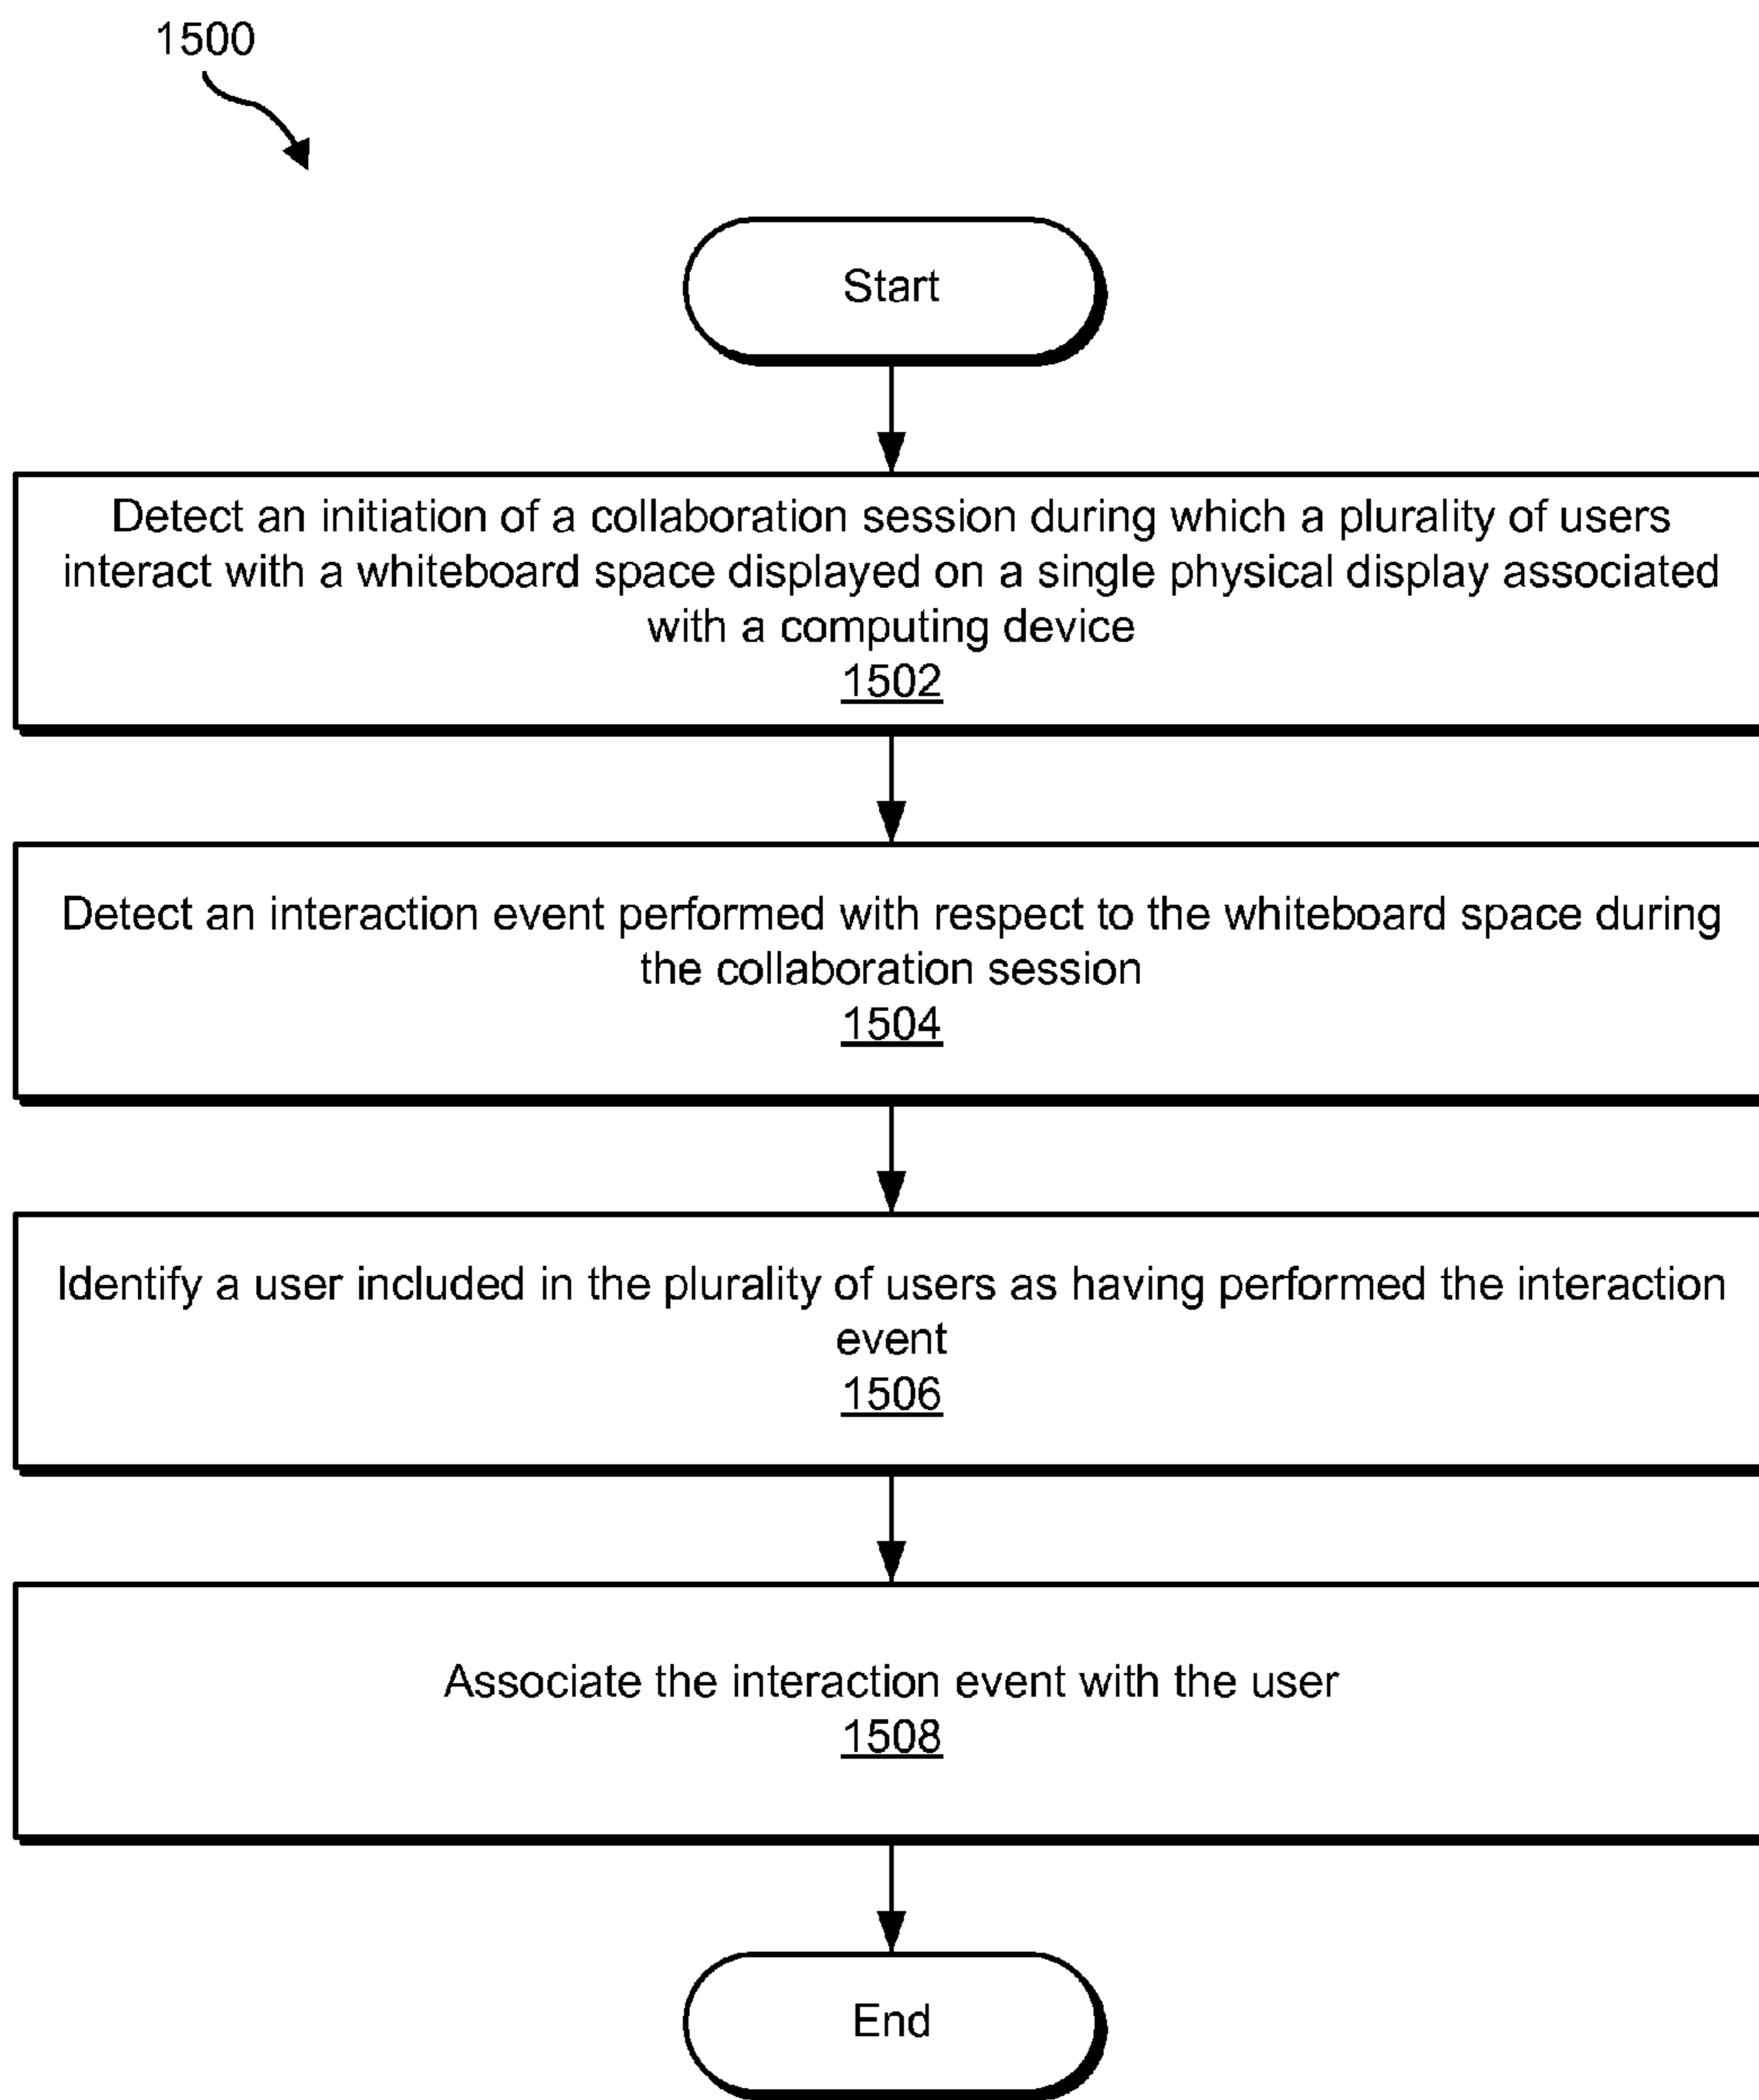 1500
Start
Detect an initiation of a collaboration session during which a plurality of users
interact with a whiteboard space displayed on a single physical display associated
with a computing device
1502
Detect an interaction event performed with respect to the whiteboard space during
the collaboration session
1504
Identify a user included in the plurality of users as having performed the interaction
event
1506
Associate the interaction event with the user
1508
End